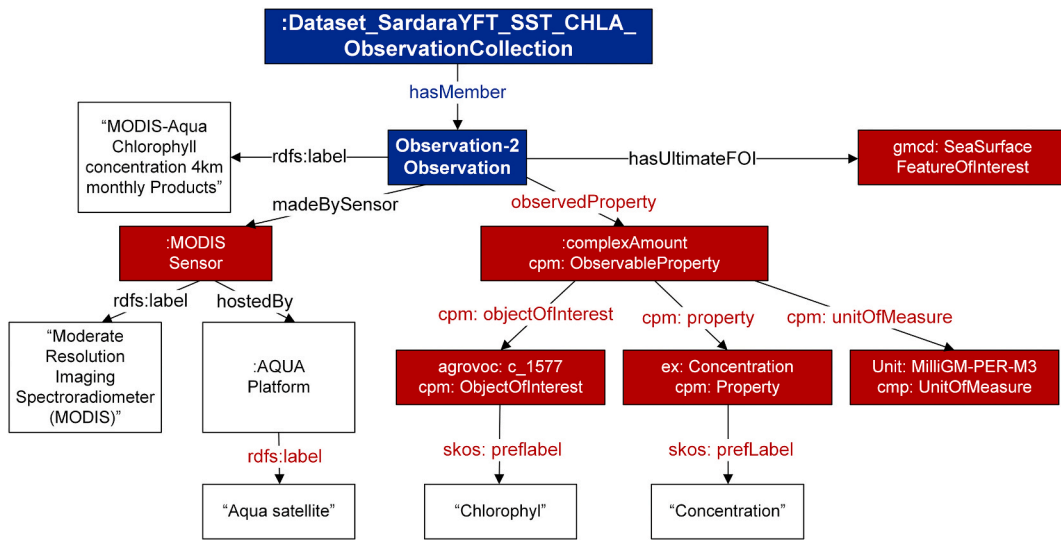 :Dataset_SardaraYFT_SST_CHLA_
ObservationCollection
hasMember
“MODIS-Aqua
Chlorophyll
concentration 4km
monthly Products”
rdfs:label
Observation-2
Observation
hasUltimateFOI
gmcd: SeaSurface
FeatureOfInterest
madeBySensor
observedProperty
:MODIS
Sensor
:complexAmount
cpm: ObservableProperty
rdfs:label
hostedBy
cpm: objectOfInterest
cpm: property
cpm: unitOfMeasure
“Moderate
Resolution
Imaging
Spectroradiometer
(MODIS)”
:AQUA
Platform
agrovoc: c_1577
cpm: ObjectOfInterest
ex: Concentration
cpm: Property
Unit: MilliGM-PER-M3
cmp: UnitOfMeasure
rdfs:label
skos: preflabel
skos: prefLabel
“Aqua satellite”
“Chlorophyl”
“Concentration”